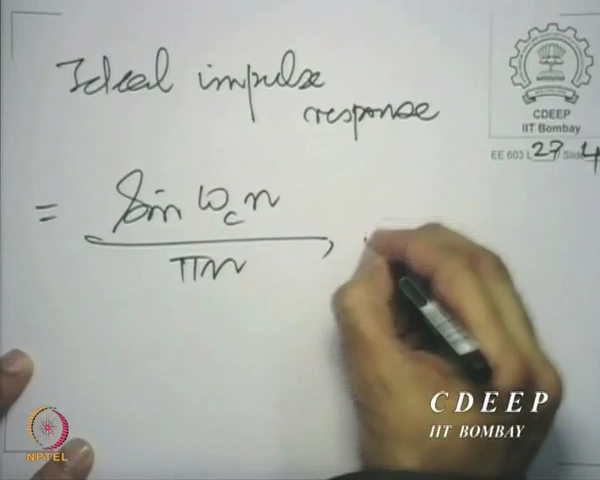 Ideal impulse
response
CDEEP
IIT Bombay
EE 603 L 27 / Slide 4
= Sin ω_c n
πn ,
CDEEP
IIT BOMBAY
NPTEL